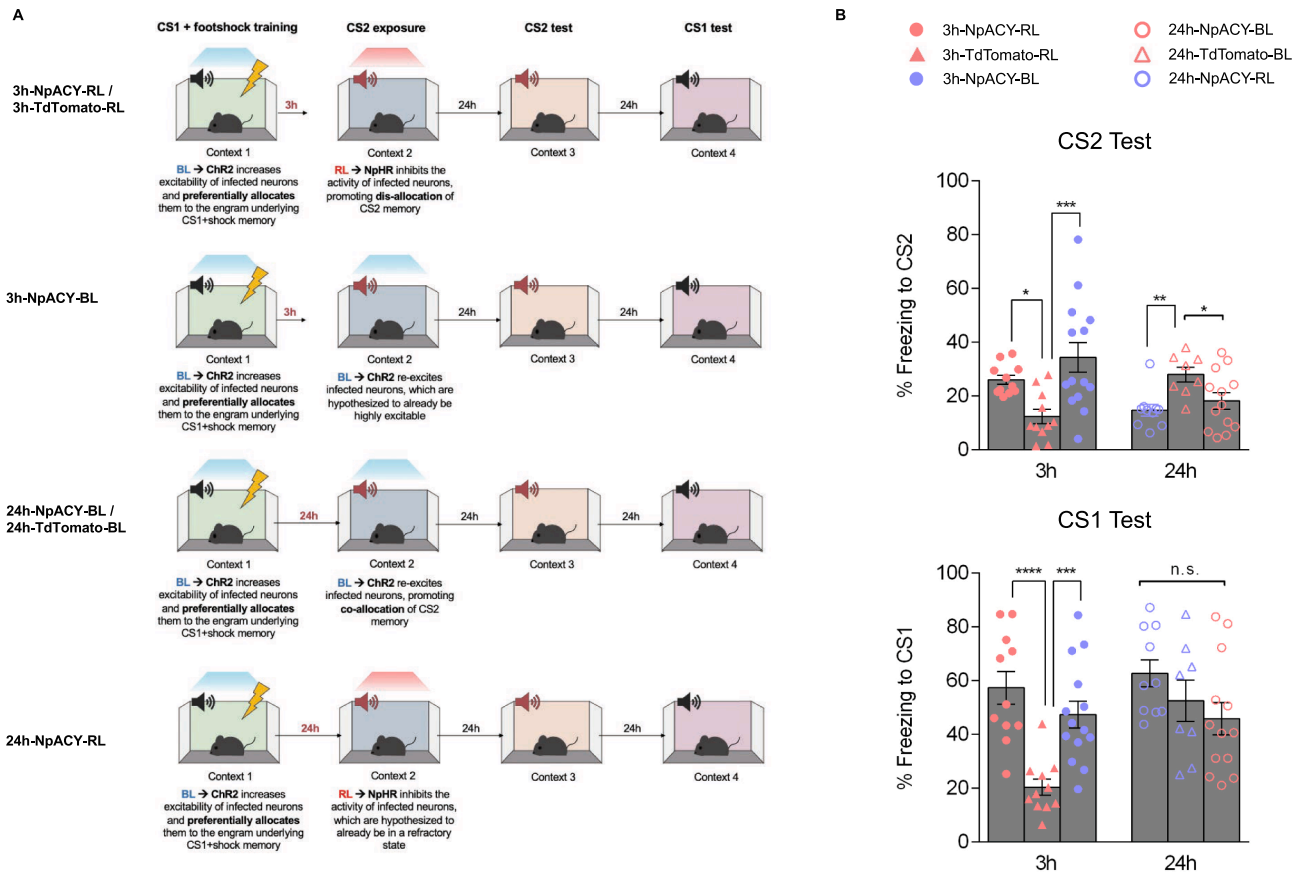 A
CS1 + footshock training
CS2 exposure
CS2 test
CS1 test
3h-NpACY-RL /
3h-TdTomato-RL
3h
24h
24h
Context 1
Context 2
Context 3
Context 4
BL → ChR2 increases
excitability of infected neurons
and preferentially allocates
them to the engram underlying
CS1+shock memory
RL → NpHR inhibits the
activity of infected neurons,
promoting dis-allocation of
CS2 memory
3h-NpACY-BL
3h
24h
24h
Context 1
Context 2
Context 3
Context 4
BL → ChR2 increases
excitability of infected neurons
and preferentially allocates
them to the engram underlying
CS1+shock memory
BL → ChR2 re-excites
infected neurons, which are
hypothesized to already be
highly excitable
24h-NpACY-BL /
24h-TdTomato-BL
24h
24h
24h
Context 1
Context 2
Context 3
Context 4
BL → ChR2 increases
excitability of infected neurons
and preferentially allocates
them to the engram underlying
CS1+shock memory
BL → ChR2 re-excites
infected neurons, promoting
co-allocation of CS2
memory
24h-NpACY-RL
24h
24h
24h
Context 1
Context 2
Context 3
Context 4
BL → ChR2 increases
excitability of infected neurons
and preferentially allocates
them to the engram underlying
CS1+shock memory
RL → NpHR inhibits the
activity of infected neurons,
which are hypothesized to
already be in a refractory
state
B
3h-NpACY-RL
3h-TdTomato-RL
3h-NpACY-BL
24h-NpACY-BL
24h-TdTomato-BL
24h-NpACY-RL
CS2 Test
% Freezing to CS2
100
80
60
40
20
0
*
***
**
*
3h
24h
CS1 Test
% Freezing to CS1
100
80
60
40
20
0
****
***
n.s.
3h
24h